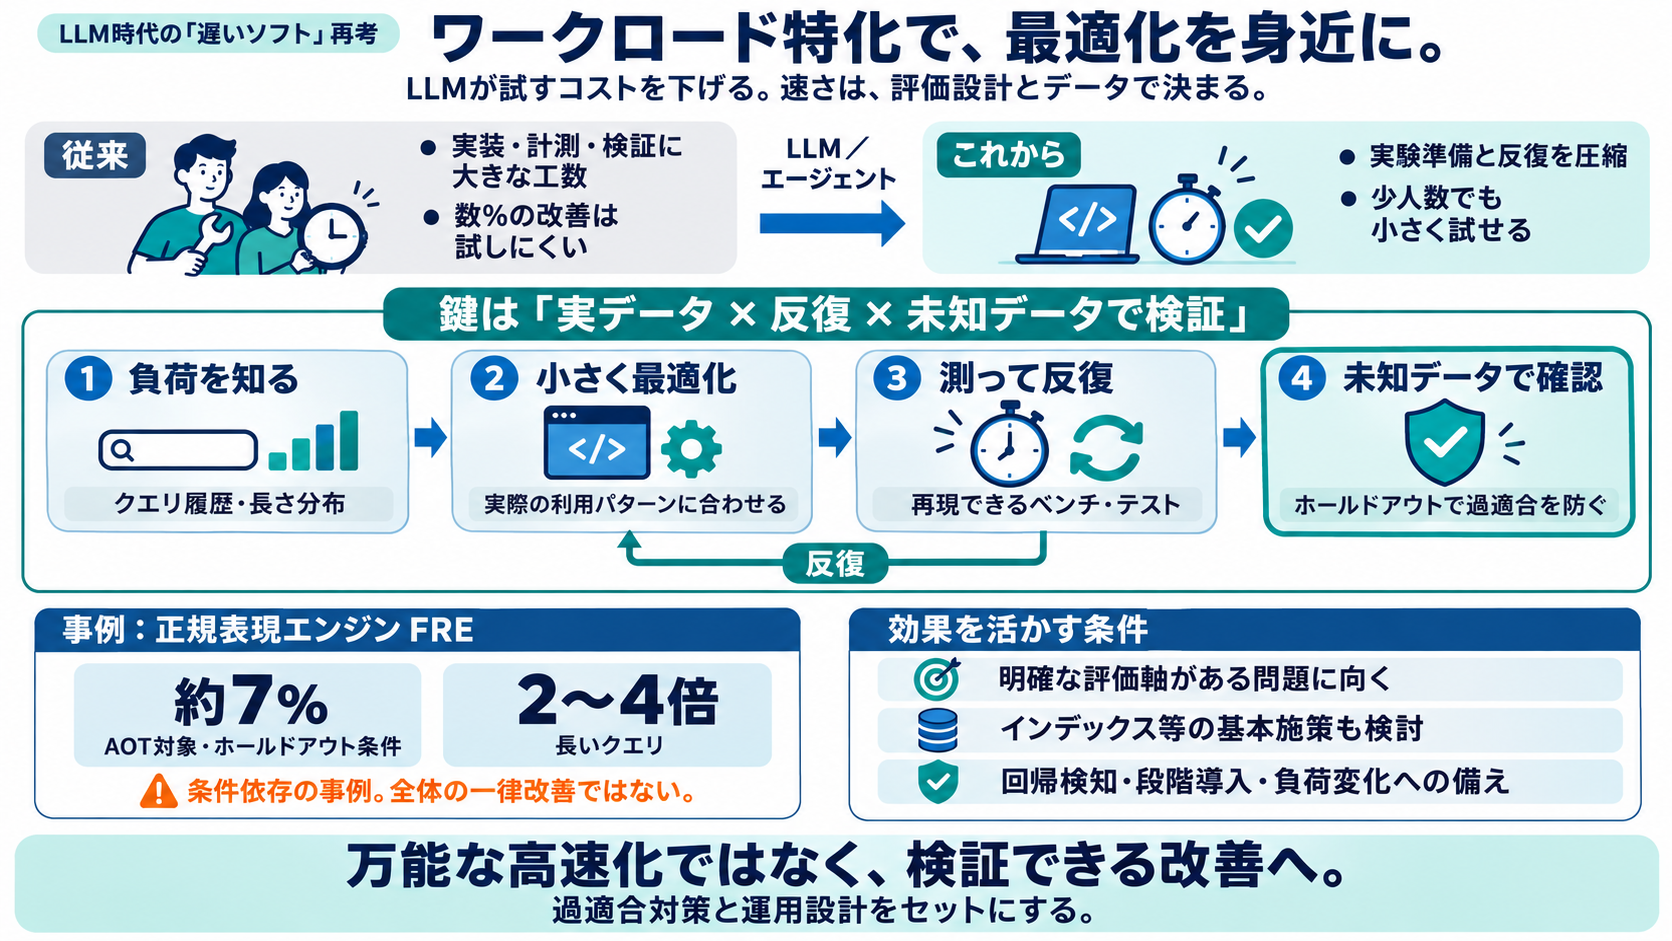 LLM時代の「遅いソフト」再考
ワークロード特化で、最適化を身近に。
LLMが試すコストを下げる。速さは、評価設計とデータで決まる。
従来
● 実装・計測・検証に
大きな工数
● 数％の改善は
試しにくい
LLM／
エージェント
これから
● 実験準備と反復を圧縮
● 少人数でも
小さく試せる
鍵は「実データ × 反復 × 未知データで検証」
1 負荷を知る
クエリ履歴・長さ分布
2 小さく最適化
</>
実際の利用パターンに合わせる
3 測って反復
再現できるベンチ・テスト
4 未知データで確認
ホールドアウトで過適合を防ぐ
反復
事例：正規表現エンジン FRE
約7%
AOT対象・ホールドアウト条件
2〜4倍
長いクエリ
条件依存の事例。全体の一律改善ではない。
効果を活かす条件
明確な評価軸がある問題に向く
インデックス等の基本施策も検討
回帰検知・段階導入・負荷変化への備え
万能な高速化ではなく、検証できる改善へ。
過適合対策と運用設計をセットにする。